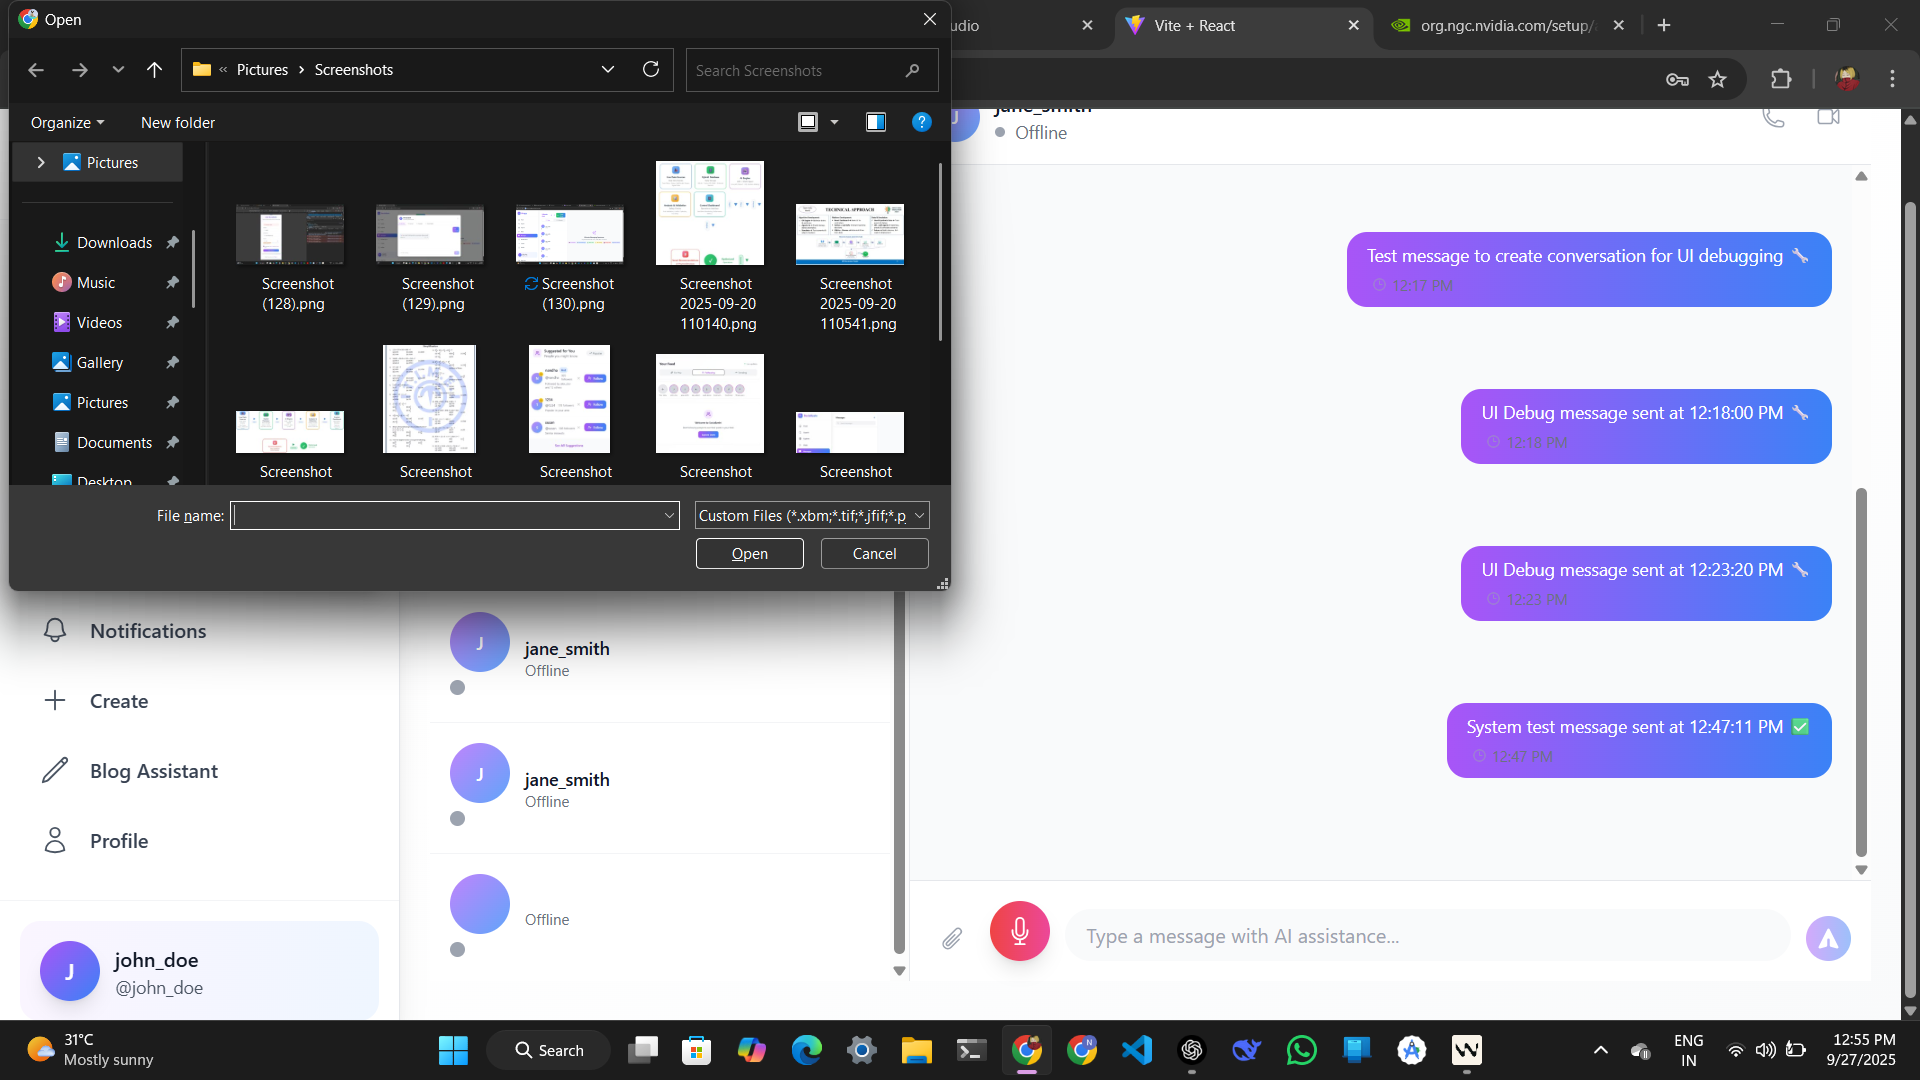 Open
udio
Vite + React
org.ngc.nvidia.com/setup/
Pictures
Screenshots
Search Screenshots
Organize
New folder
Pictures
Downloads
Music
Videos
Gallery
Pictures
Documents
Desktop
Screenshot
(128).png
Screenshot
(129).png
Screenshot
(130).png
Screenshot
2025-09-20
110140.png
TECHNICAL APPROACH
Screenshot
2025-09-20
110541.png
Screenshot
Screenshot
Suggested for You
Screenshot
Screenshot
Screenshot
File name:
Custom Files (*.xbm;*.tif;*.jfif;*.p
Open
Cancel
J
jane_smith
Offline
Test message to create conversation for UI debugging 🔧
12:17 PM
UI Debug message sent at 12:18:00 PM 🔧
12:18 PM
UI Debug message sent at 12:23:20 PM 🔧
12:23 PM
System test message sent at 12:47:11 PM ✅
12:47 PM
Notifications
Create
Blog Assistant
Profile
J
john_doe
@john_doe
J
jane_smith
Offline
J
jane_smith
Offline
Offline
Type a message with AI assistance...
31°C
Mostly sunny
Search
ENG
IN
12:55 PM
9/27/2025